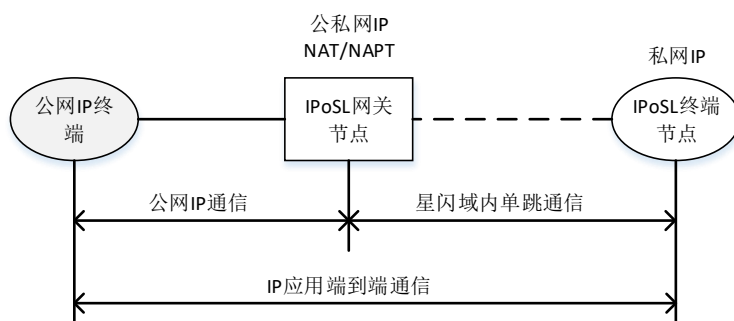 公私网IP
NAT/NAPT
私网IP
公网IP终
端
IPoSL网关
节点
IPoSL终端
节点
公网IP通信
星闪域内单跳通信
IP应用端到端通信